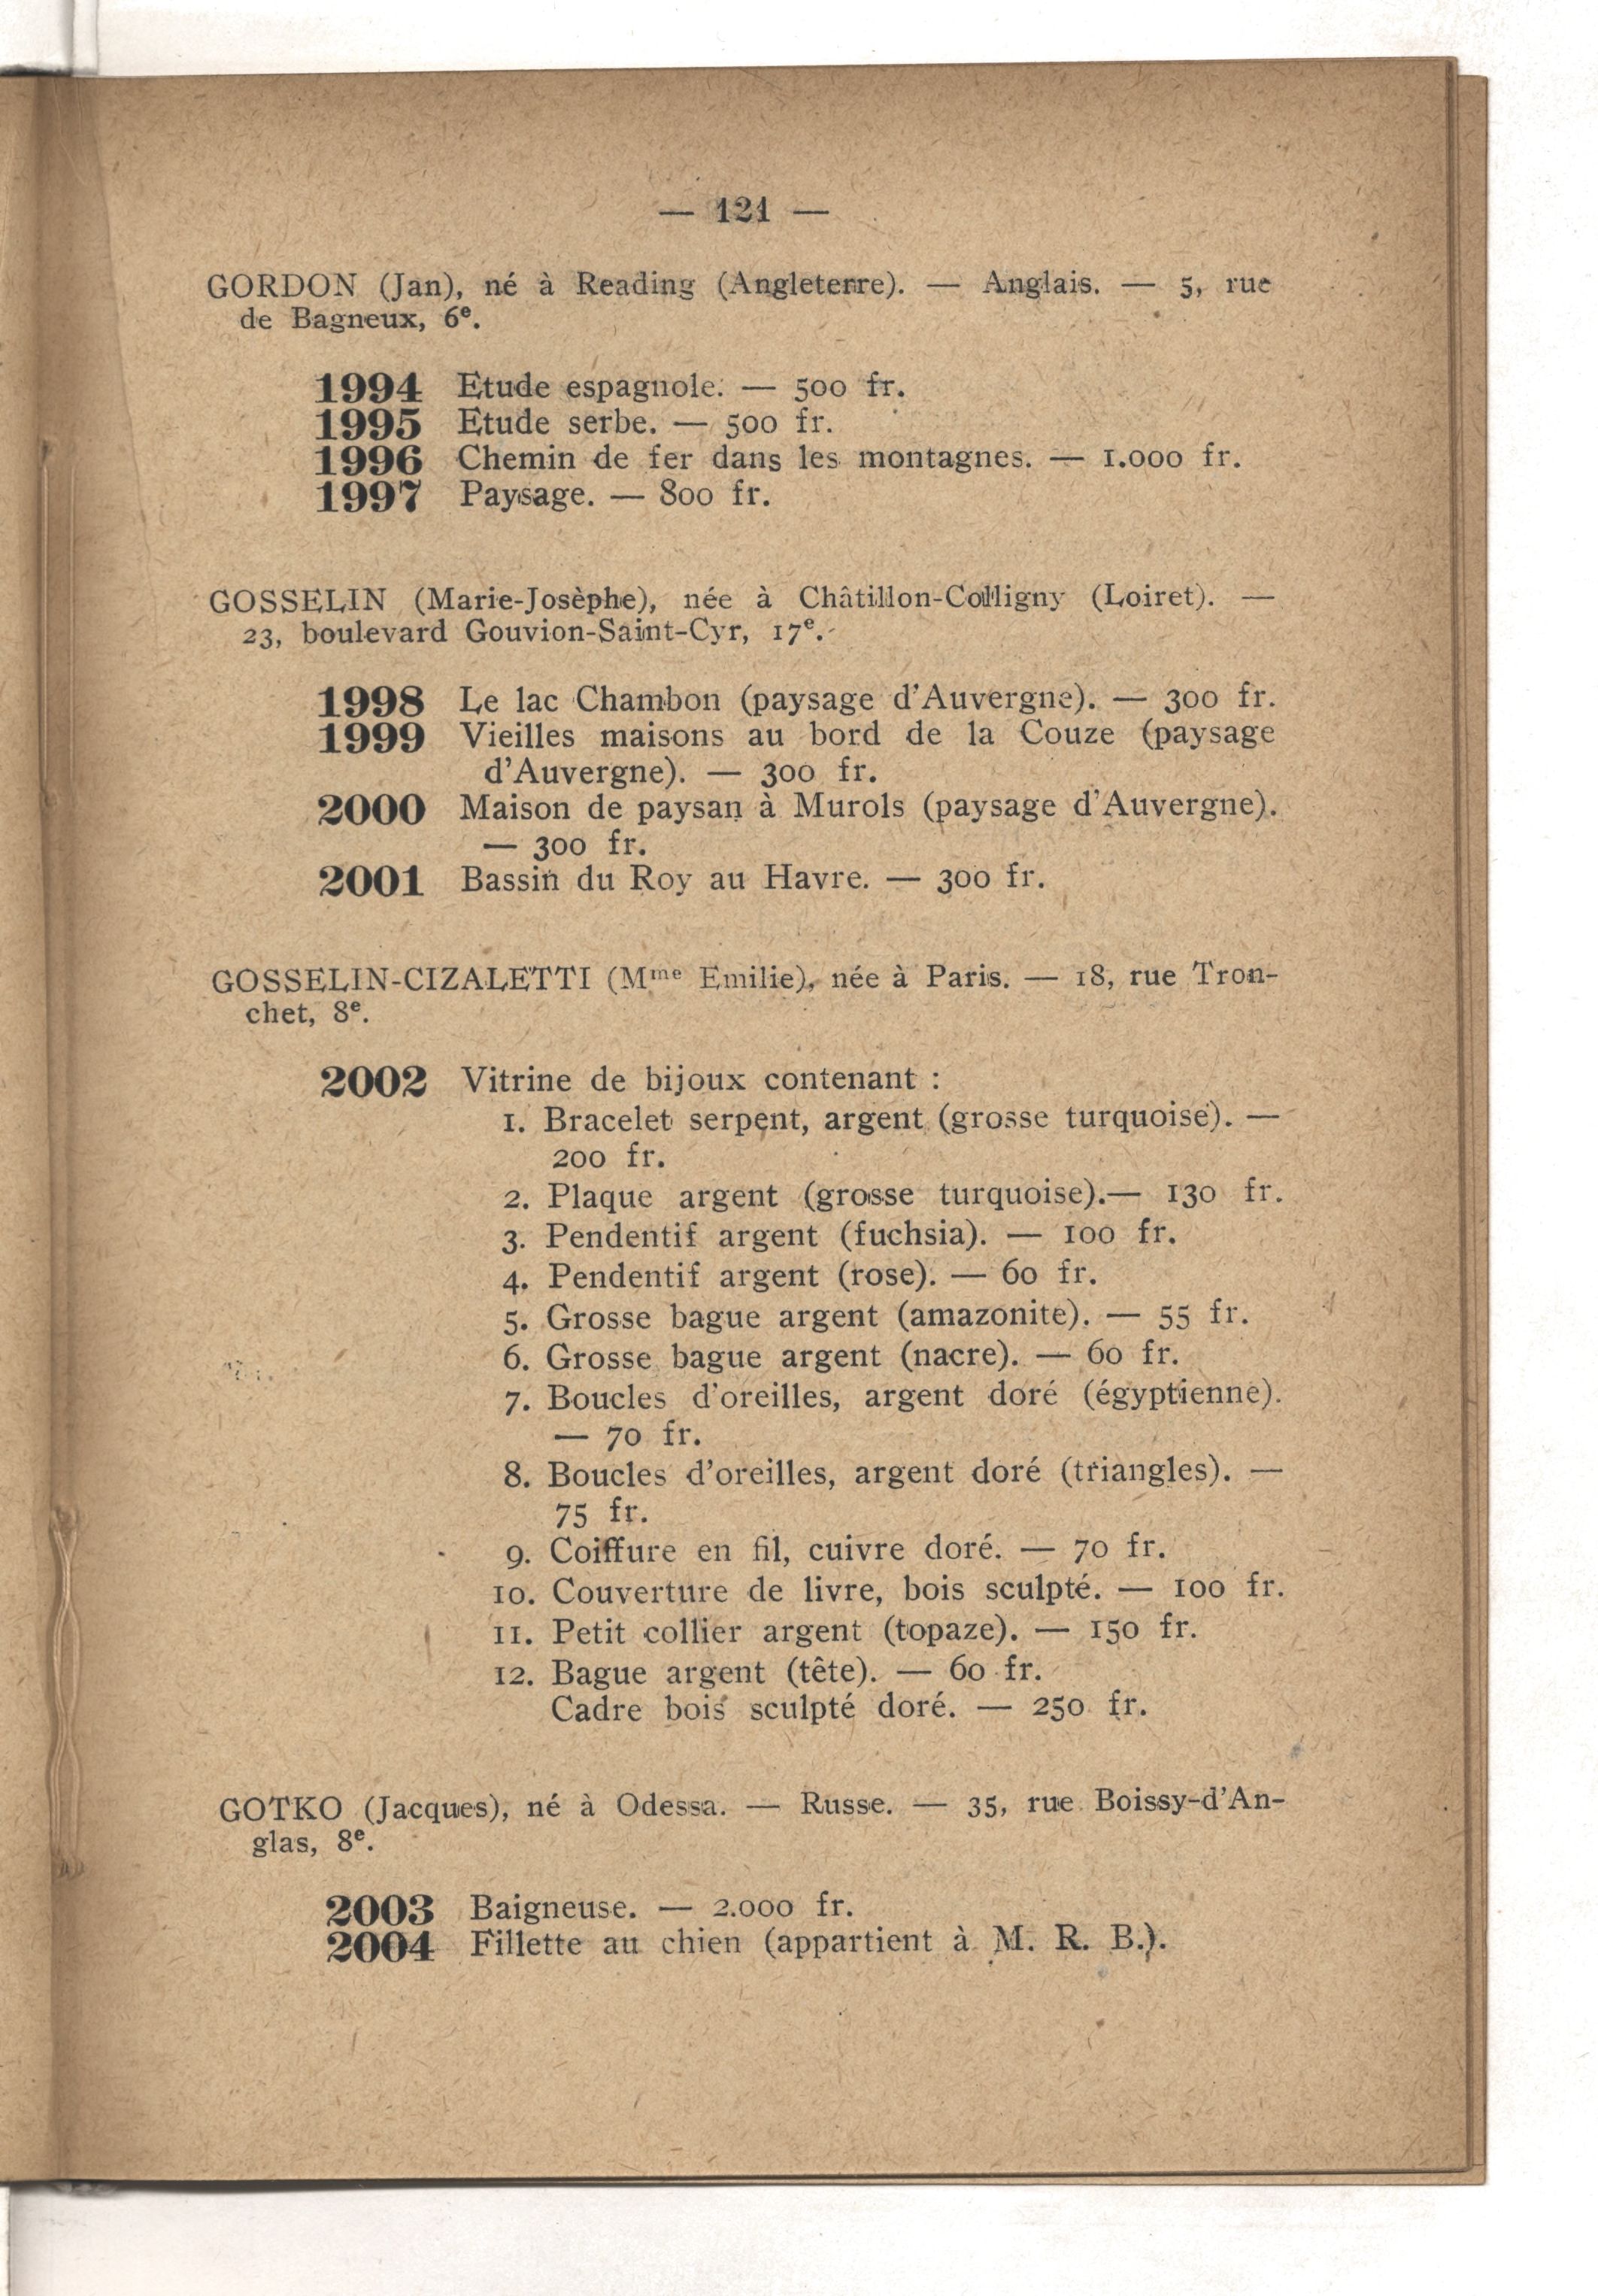 — 121 —
GORDON (Jan), né à Reading (Angleterre). — Anglais. — 5, rue
de Bagneux, 6e.
1994 Etude espagnole. — 500 fr.
1995 Etude serbe. — 500 fr.
1996 Chemin de fer dans les montagnes. — 1.000 fr.
1997 Paysage. — 800 fr.
GOSSELIN (Marie-Josèphe), née à Châtillon-Colligny (Loiret). —
23, boulevard Gouvion-Saint-Cyr, 17e.
1998 Le lac Chambon (paysage d'Auvergne). — 300 fr.
1999 Vieilles maisons au bord de la Couze (paysage
d'Auvergne). — 300 fr.
2000 Maison de paysan à Murols (paysage d'Auvergne).
— 300 fr.
2001 Bassin du Roy au Havre. — 300 fr.
GOSSELIN-CIZALETTI (Mme Emilie), née à Paris. — 18, rue Tron-
chet, 8e.
2002 Vitrine de bijoux contenant :
1. Bracelet serpent, argent (grosse turquoise). —
200 fr.
2. Plaque argent (grosse turquoise).— 130 fr.
3. Pendentif argent (fuchsia). — 100 fr.
4. Pendentif argent (rose). — 60 fr.
5. Grosse bague argent (amazonite). — 55 fr.
6. Grosse bague argent (nacre). — 60 fr.
7. Boucles d'oreilles, argent doré (égyptienne).
— 70 fr.
8. Boucles d'oreilles, argent doré (triangles). —
75 fr.
9. Coiffure en fil, cuivre doré. — 70 fr.
10. Couverture de livre, bois sculpté. — 100 fr.
11. Petit collier argent (topaze). — 150 fr.
12. Bague argent (tête). — 60 fr.
Cadre bois sculpté doré. — 250 fr.
GOTKO (Jacques), né à Odessa. — Russe. — 35, rue Boissy-d'An-
glas, 8e.
2003 Baigneuse. — 2.000 fr.
2004 Fillette au chien (appartient à M. R. B.).